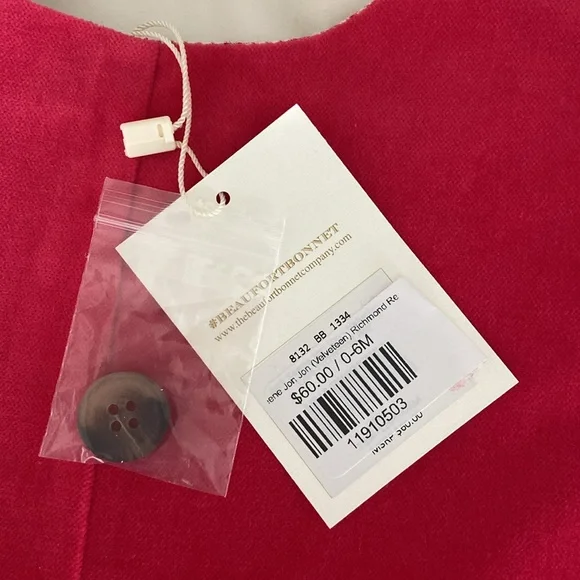 #BEAUFORTBONNET
www.thebeaufortbonnetcompany.com
8132 BB 1334
Jon Jon (Velveteen) Richmond Re
$60.00 / 0-6M
11910503
MSRP $60.00